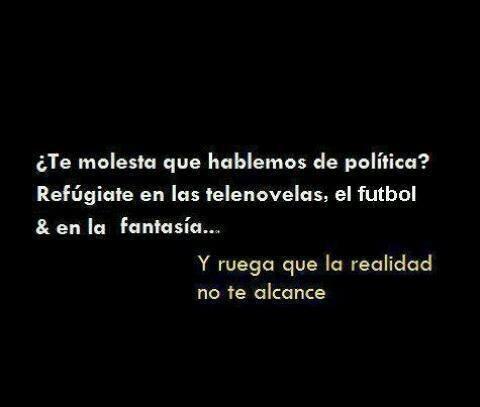 ¿Te molesta que hablemos de política?
Refúgiate en las telenovelas, el futbol
& en la fantasía...
Y ruega que la realidad
no te alcance